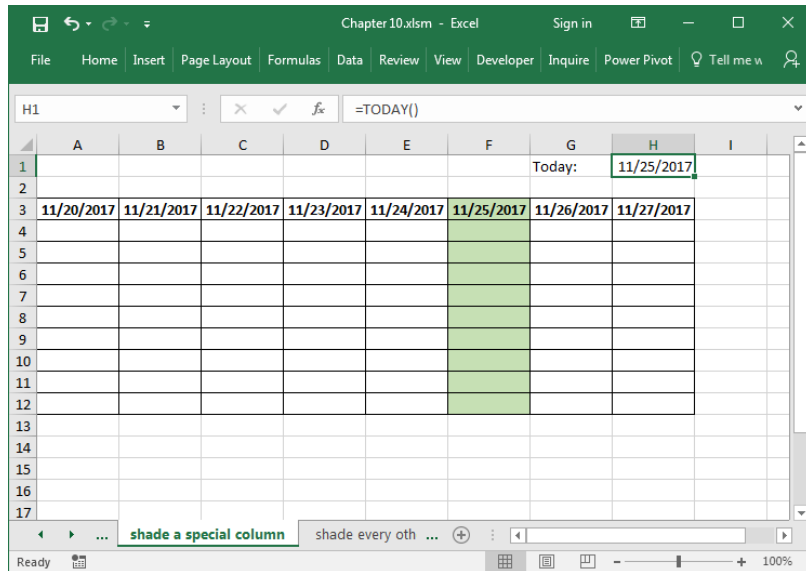 Chapter 10.xlsm - Excel Sign in
File Home Insert Page Layout Formulas Data Review View Developer Inquire Power Pivot Tell me w
H1 fx =TODAY()
A B C D E F G H I
1 Today: 11/25/2017
2
3 11/20/2017 11/21/2017 11/22/2017 11/23/2017 11/24/2017 11/25/2017 11/26/2017 11/27/2017
4
5
6
7
8
9
10
11
12
13
14
15
16
17
... shade a special column shade every oth ...
Ready 100%